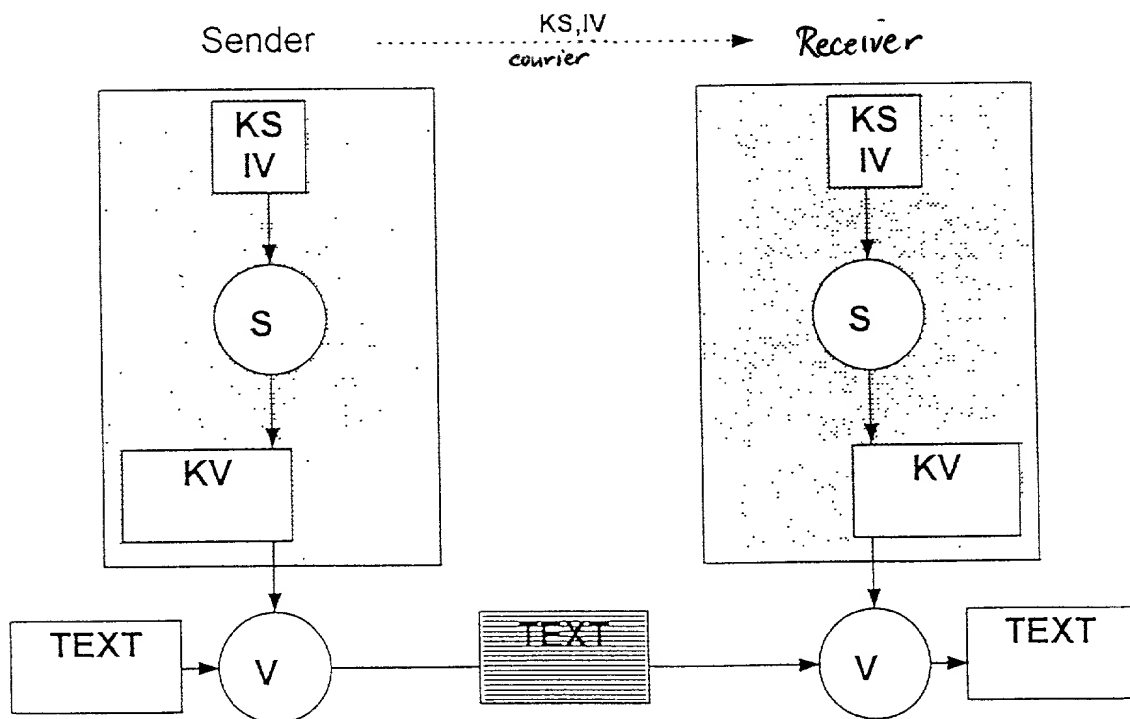 Sender
KS,IV
courier
Receiver
KS
IV
KS
IV
S
S
KV
KV
TEXT
V
TEXT
V
TEXT